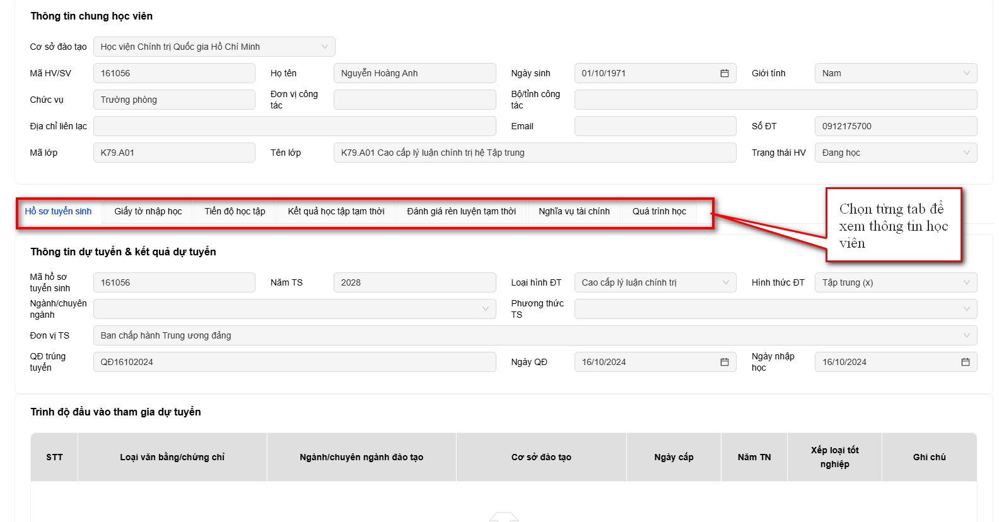 Thông tin chung học viên
Cơ sở đào tạo Học viện Chính trị Quốc gia Hồ Chí Minh
Mã HV/SV 161056 Họ tên Nguyễn Hoàng Anh Ngày sinh 01/10/1971 Giới tính Nam
Chức vụ Trường phòng Đơn vị công tác Bộ/tỉnh công tác
Địa chỉ liên lạc Email Số ĐT 0912175700
Mã lớp K79.A01 Tên lớp K79.A01 Cao cấp lý luận chính trị hệ Tập trung Trạng thái HV Đang học
Hồ sơ tuyển sinh Giấy tờ nhập học Tiến độ học tập Kết quả học tập tạm thời Đánh giá rèn luyện tạm thời Nghĩa vụ tài chính Quá trình học
Chọn từng tab để
xem thông tin học
viên
Thông tin dự tuyển & kết quả dự tuyển
Mã hồ sơ tuyển sinh 161056 Năm TS 2028 Loại hình ĐT Cao cấp lý luận chính trị Hình thức ĐT Tập trung (x)
Ngành/chuyên ngành Phương thức TS
Đơn vị TS Ban chấp hành Trung ương đảng
QĐ trúng tuyển QĐ16102024 Ngày QĐ 16/10/2024 Ngày nhập học 16/10/2024
Trình độ đầu vào tham gia dự tuyển
STT Loại văn bằng/chứng chỉ Ngành/chuyên ngành đào tạo Cơ sở đào tạo Ngày cấp Năm TN Xếp loại tốt nghiệp Ghi chú